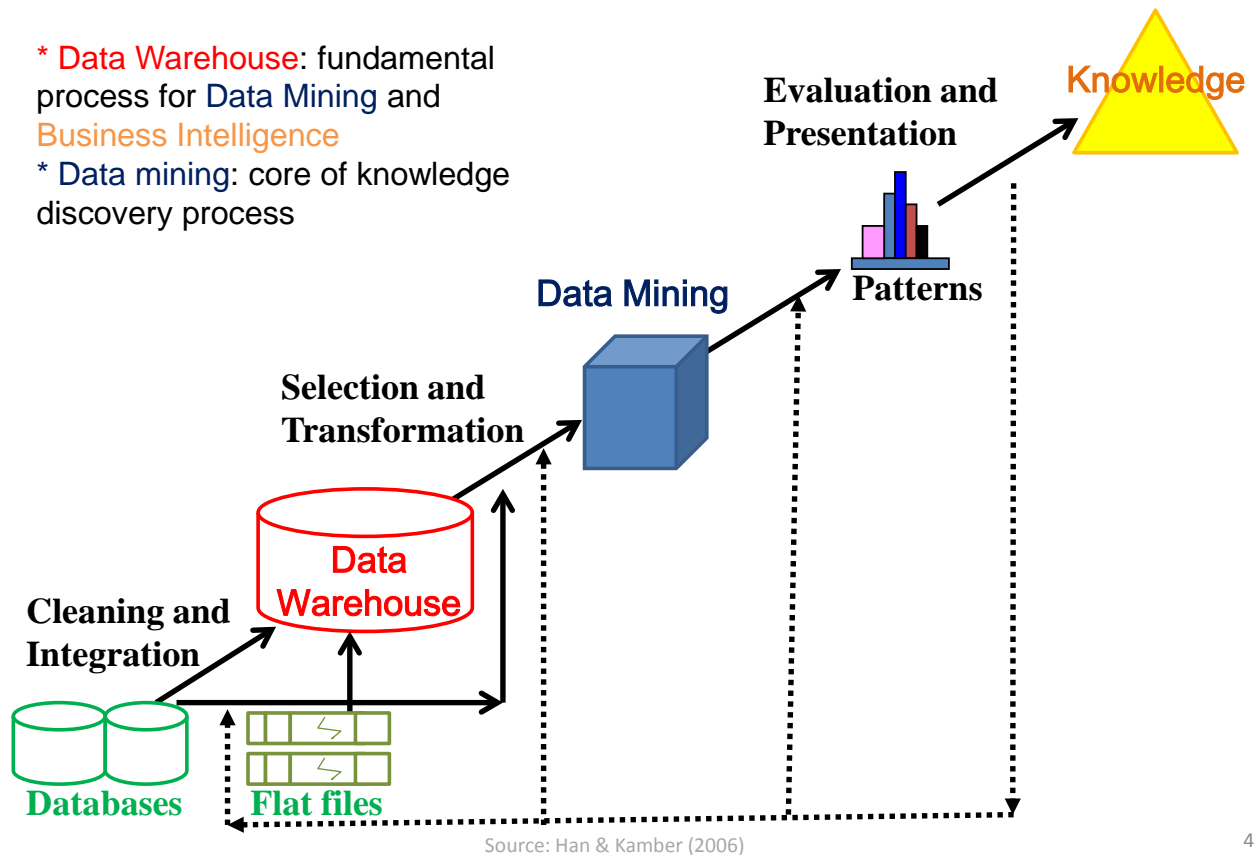 * Data Warehouse: fundamental
process for Data Mining and
Business Intelligence
* Data mining: core of knowledge
discovery process
Evaluation and
Presentation
Knowledge
Patterns
Data Mining
Selection and
Transformation
Data
Warehouse
Cleaning and
Integration
Databases
Flat files
Source: Han & Kamber (2006)
4